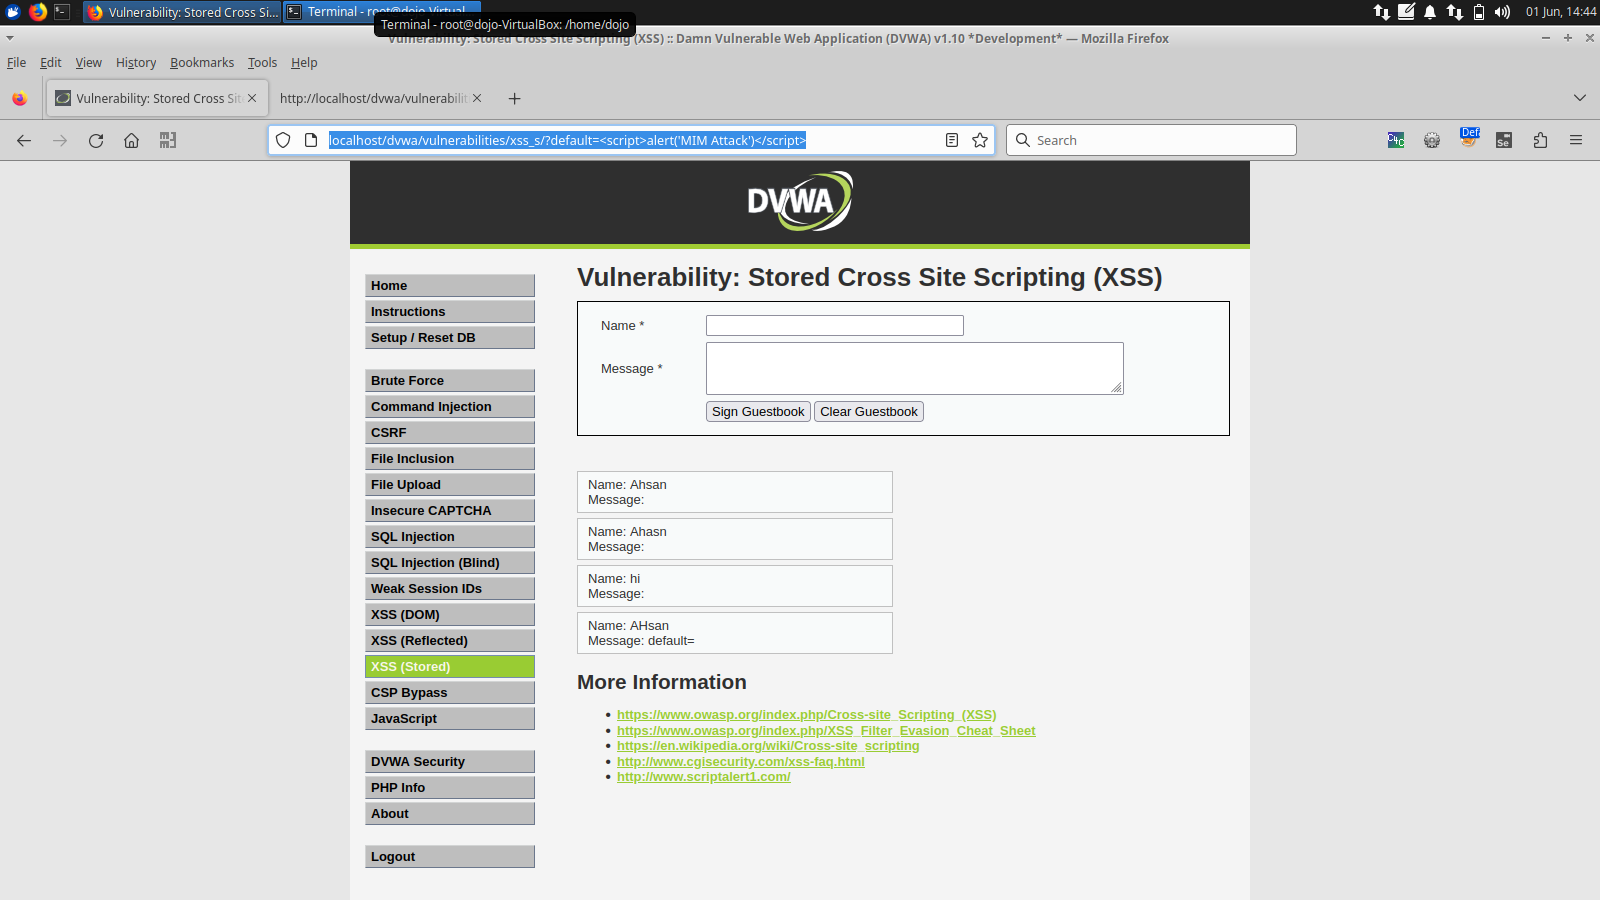 Vulnerability: Stored Cross Si...
Terminal - root@dojo-Virtual
01 Jun, 14:44
Terminal - root@dojo-VirtualBox: /home/dojo
Vulnerability: Stored Cross Site Scripting (XSS) :: Damn Vulnerable Web Application (DVWA) v1.10 *Development* — Mozilla Firefox
File Edit View History Bookmarks Tools Help
Vulnerability: Stored Cross Sit
http://localhost/dvwa/vulnerabilit
localhost/dvwa/vulnerabilities/xss_s/?default=<script>alert('MIM Attack')</script>
Search
Def
Se
DVWA
Home
Instructions
Setup / Reset DB
Brute Force
Command Injection
CSRF
File Inclusion
File Upload
Insecure CAPTCHA
SQL Injection
SQL Injection (Blind)
Weak Session IDs
XSS (DOM)
XSS (Reflected)
XSS (Stored)
CSP Bypass
JavaScript
DVWA Security
PHP Info
About
Logout
Vulnerability: Stored Cross Site Scripting (XSS)
Name *
Message *
Sign Guestbook Clear Guestbook
Name: Ahsan
Message:
Name: Ahasn
Message:
Name: hi
Message:
Name: AHsan
Message: default=
More Information
https://www.owasp.org/index.php/Cross-site_Scripting_(XSS)
https://www.owasp.org/index.php/XSS_Filter_Evasion_Cheat_Sheet
https://en.wikipedia.org/wiki/Cross-site_scripting
http://www.cgisecurity.com/xss-faq.html
http://www.scriptalert1.com/